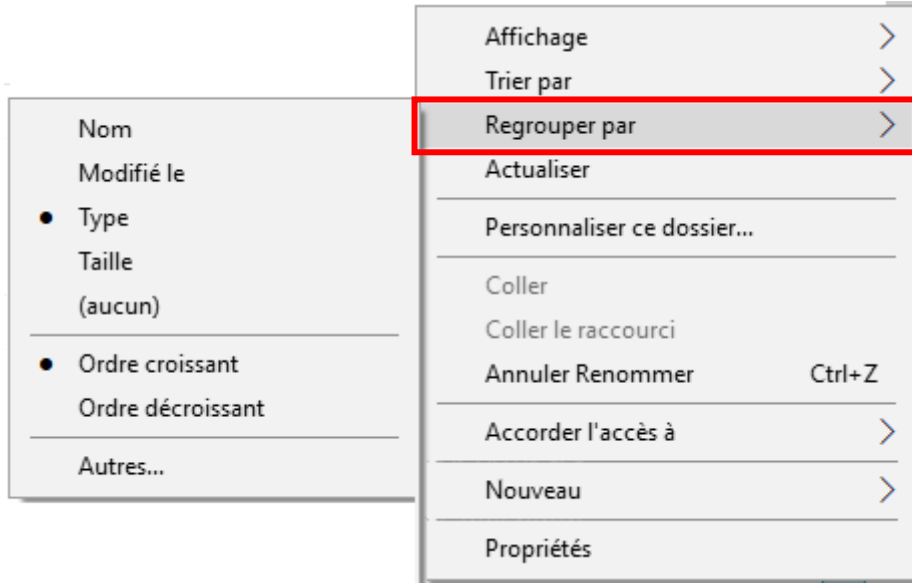 Affichage
Trier par
Regrouper par
Actualiser
Personnaliser ce dossier...
Coller
Coller le raccourci
Annuler Renommer Ctrl+Z
Accorder l'accès à
Nouveau
Propriétés
Nom
Modifié le
Type
Taille
(aucun)
Ordre croissant
Ordre décroissant
Autres...